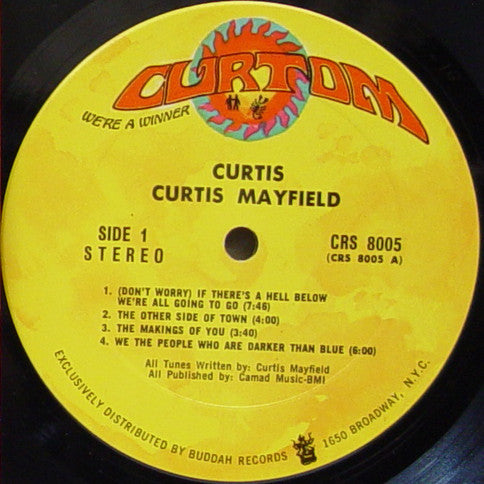 CURTOM
WE'RE A WINNER
CURTIS
CURTIS MAYFIELD
SIDE 1
STEREO
CRS 8005
(CRS 8005 A)
1. (DON'T WORRY) IF THERE'S A HELL BELOW
WE'RE ALL GOING TO GO (7:46)
2. THE OTHER SIDE OF TOWN (4:00)
3. THE MAKINGS OF YOU (3:40)
4. WE THE PEOPLE WHO ARE DARKER THAN BLUE (6:00)
All Tunes Written by: Curtis Mayfield
All Published by: Camad Music-BMI
EXCLUSIVELY DISTRIBUTED BY BUDDAH RECORDS 1650 BROADWAY, N.Y.C.